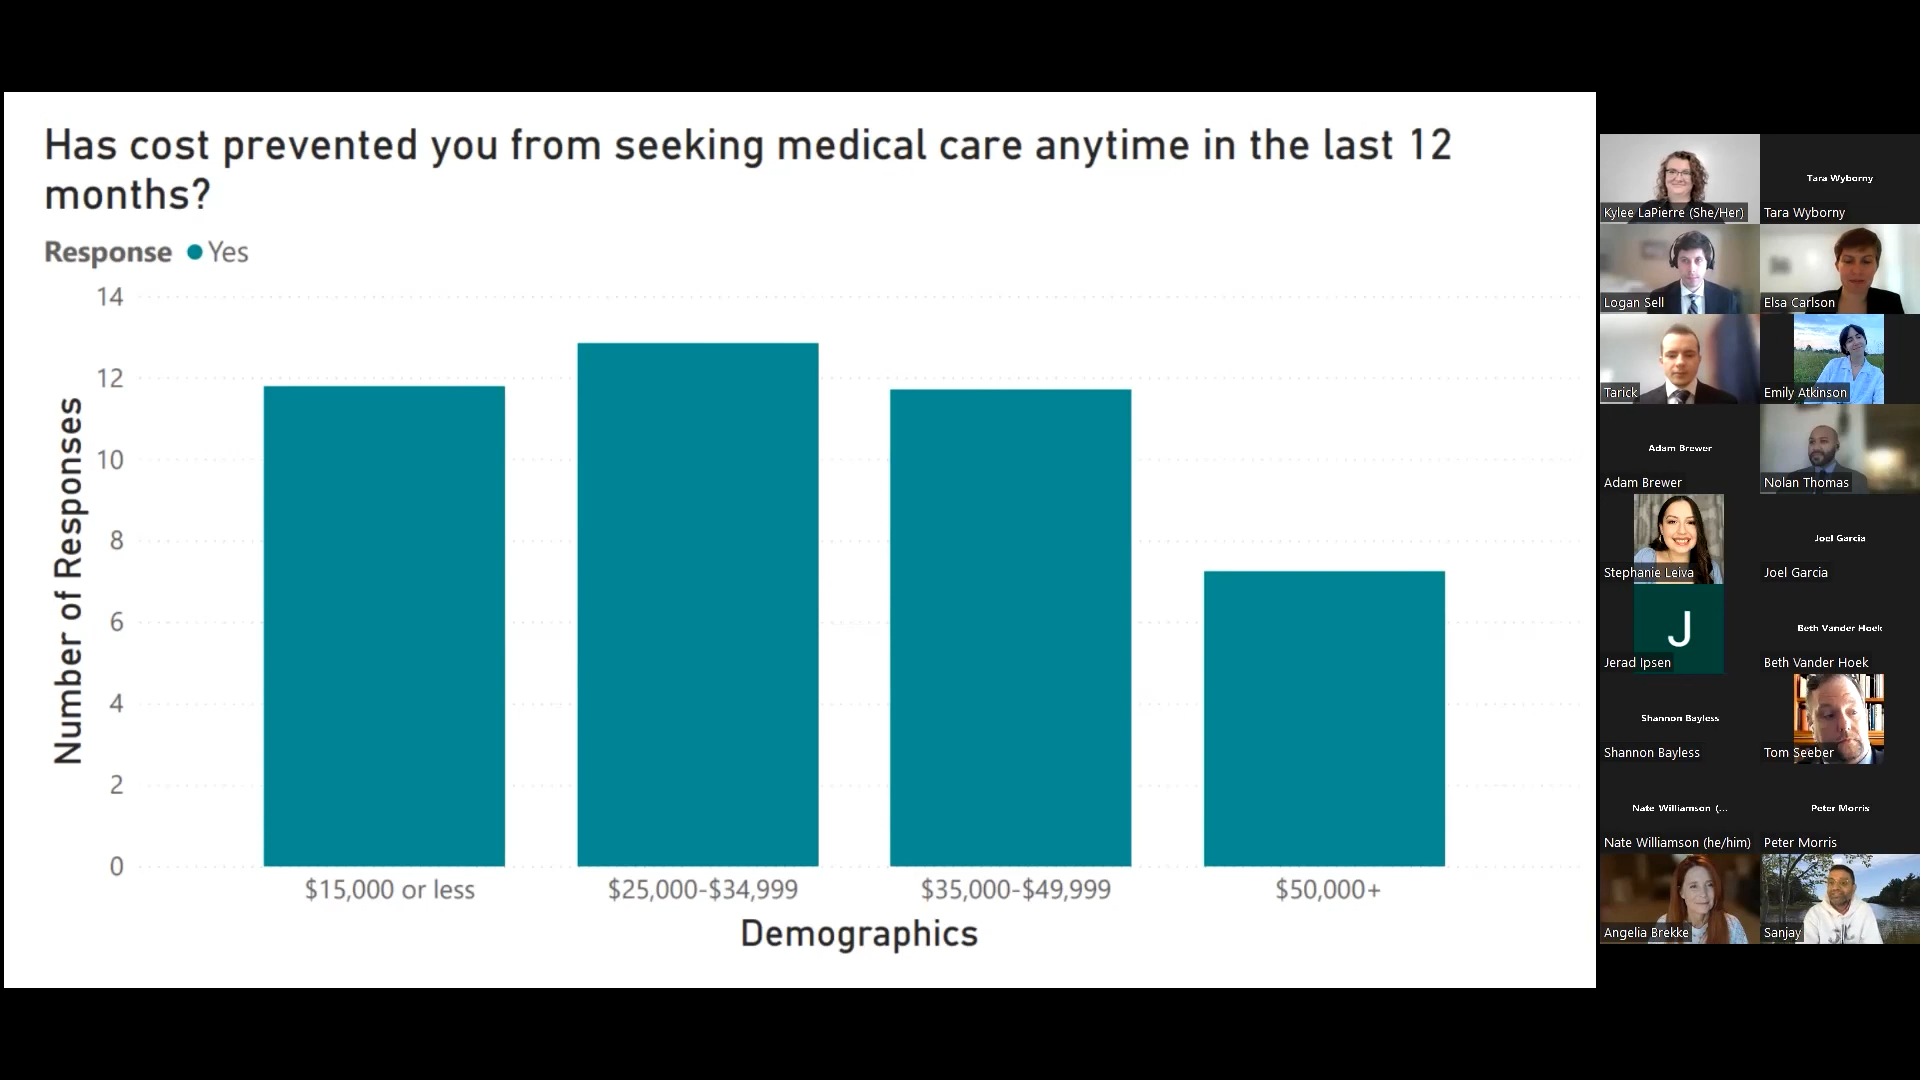 Has cost prevented you from seeking medical care anytime in the last 12
months?
Response Yes
14
12
10
8
6
4
2
0
Number of Responses
$15,000 or less
$25,000-$34,999
$35,000-$49,999
$50,000+
Demographics
Kylee LaPierre (She/Her)
Tara Wyborny
Tara Wyborny
Logan Sell
Elsa Carlson
Tarick
Emily Atkinson
Adam Brewer
Adam Brewer
Nolan Thomas
Stephanie Leiva
Joel Garcia
Joel Garcia
J
Jerad Ipsen
Beth Vander Hoek
Beth Vander Hoek
Shannon Bayless
Shannon Bayless
Tom Seeber
Nate Williamson (...
Nate Williamson (he/him)
Peter Morris
Peter Morris
Angelia Brekke
Sanjay